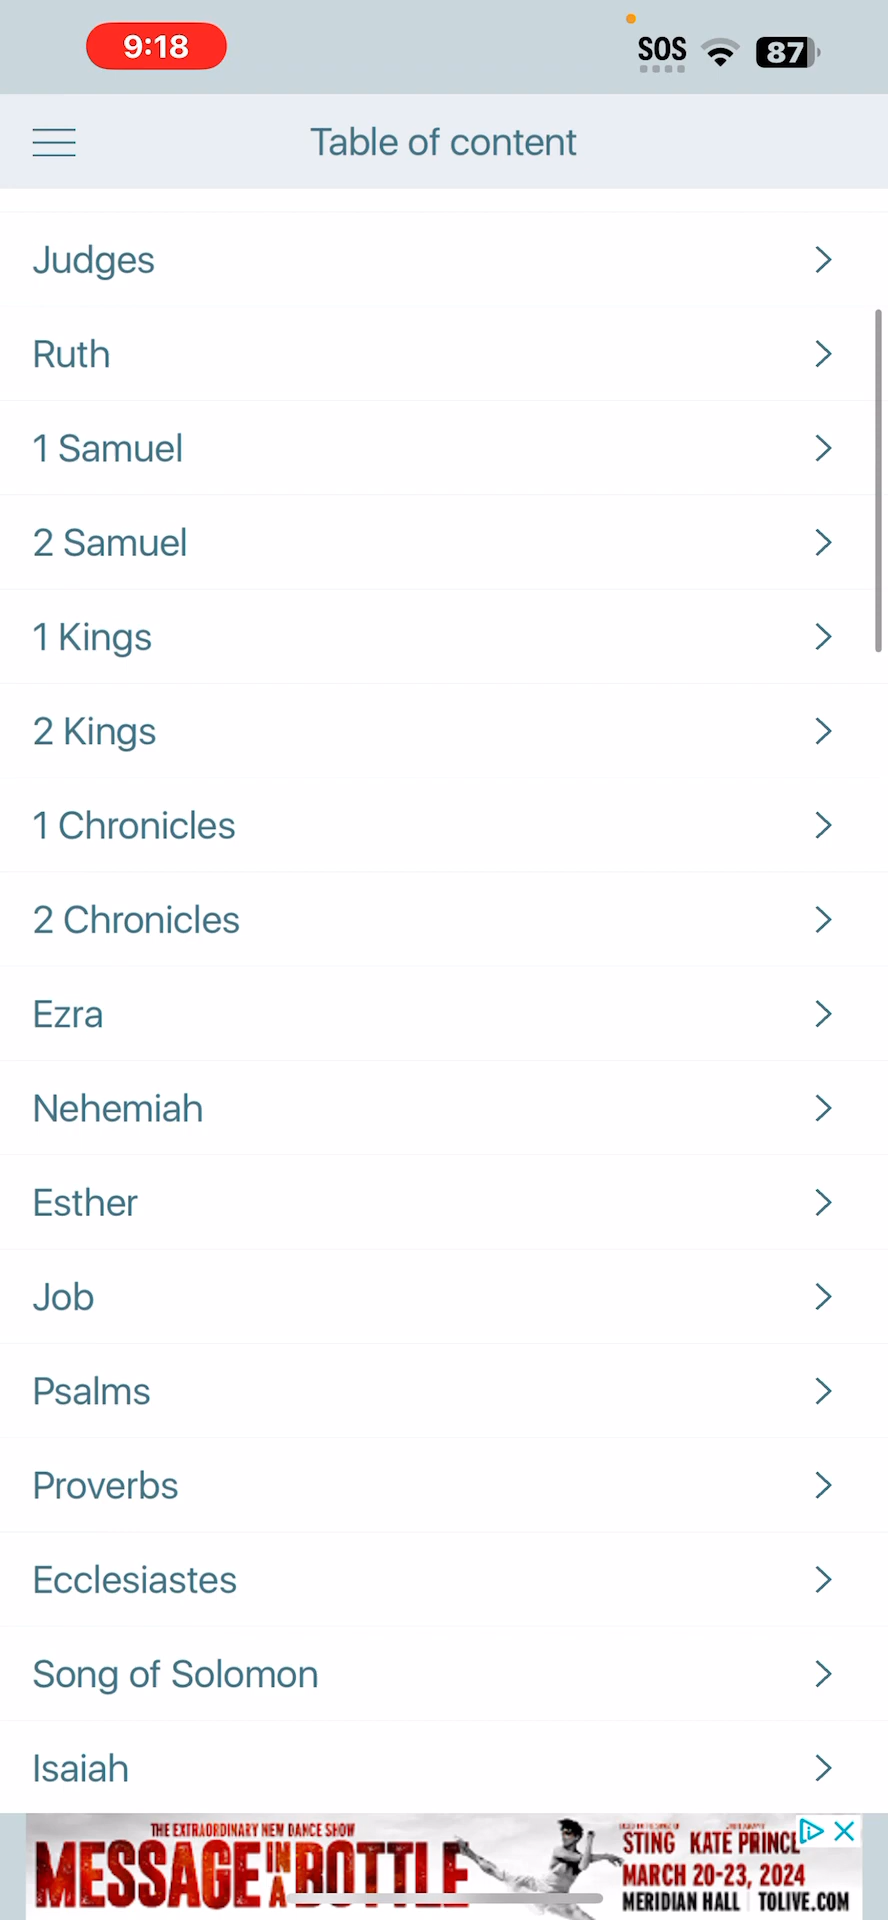 9:18
SOS
87
Table of content
Judges
Ruth
1 Samuel
2 Samuel
1 Kings
2 Kings
1 Chronicles
2 Chronicles
Ezra
Nehemiah
Esther
Job
Psalms
Proverbs
Ecclesiastes
Song of Solomon
Isaiah
THE EXTRAORDINARY NEW DANCE SHOW
MESSAGE IN A BOTTLE
STING KATE PRINCE
MARCH 20-23, 2024
MERIDIAN HALL TOLIVE.COM